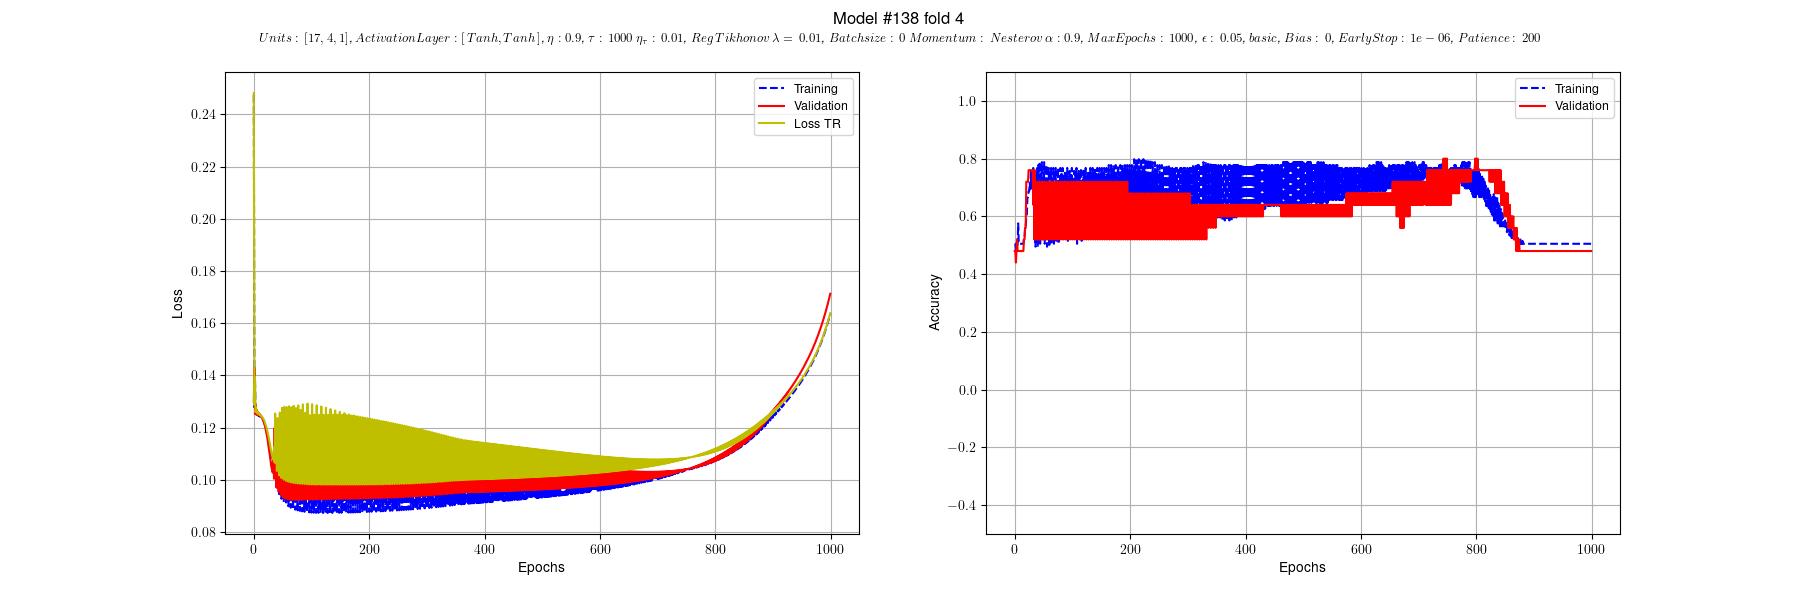 Model #138 fold 4
Units : [17, 4, 1], ActivationLayer : [Tanh, Tanh], η : 0.9, τ : 1000 η_τ : 0.01, RegTikhonov λ = 0.01, Batchsize : 0 Momentum : Nesterov α : 0.9, MaxEpochs : 1000, ϵ : 0.05, basic, Bias : 0, EarlyStop : 1e − 06, Patience : 200
Training
Validation
Loss TR
0.24
0.22
0.20
0.18
0.16
0.14
0.12
0.10
0.08
Loss
0 200 400 600 800 1000
Epochs
Training
Validation
1.0
0.8
0.6
0.4
0.2
0.0
−0.2
−0.4
Accuracy
0 200 400 600 800 1000
Epochs